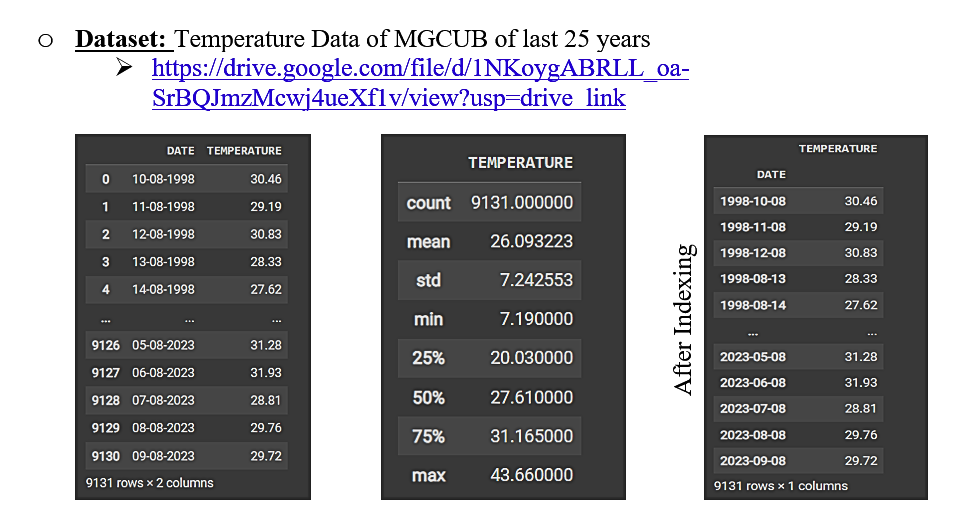 o Dataset: Temperature Data of MGCUB of last 25 years
➤ https://drive.google.com/file/d/1NKoygABRLL_oa-
SrBQJmzMcwj4ueXf1v/view?usp=drive_link
DATE TEMPERATURE
0 10-08-1998 30.46
1 11-08-1998 29.19
2 12-08-1998 30.83
3 13-08-1998 28.33
4 14-08-1998 27.62
... ... ...
9126 05-08-2023 31.28
9127 06-08-2023 31.93
9128 07-08-2023 28.81
9129 08-08-2023 29.76
9130 09-08-2023 29.72
9131 rows × 2 columns
TEMPERATURE
count 9131.000000
mean 26.093223
std 7.242553
min 7.190000
25% 20.030000
50% 27.610000
75% 31.165000
max 43.660000
After Indexing
TEMPERATURE
DATE
1998-10-08 30.46
1998-11-08 29.19
1998-12-08 30.83
1998-08-13 28.33
1998-08-14 27.62
... ...
2023-05-08 31.28
2023-06-08 31.93
2023-07-08 28.81
2023-08-08 29.76
2023-09-08 29.72
9131 rows × 1 columns